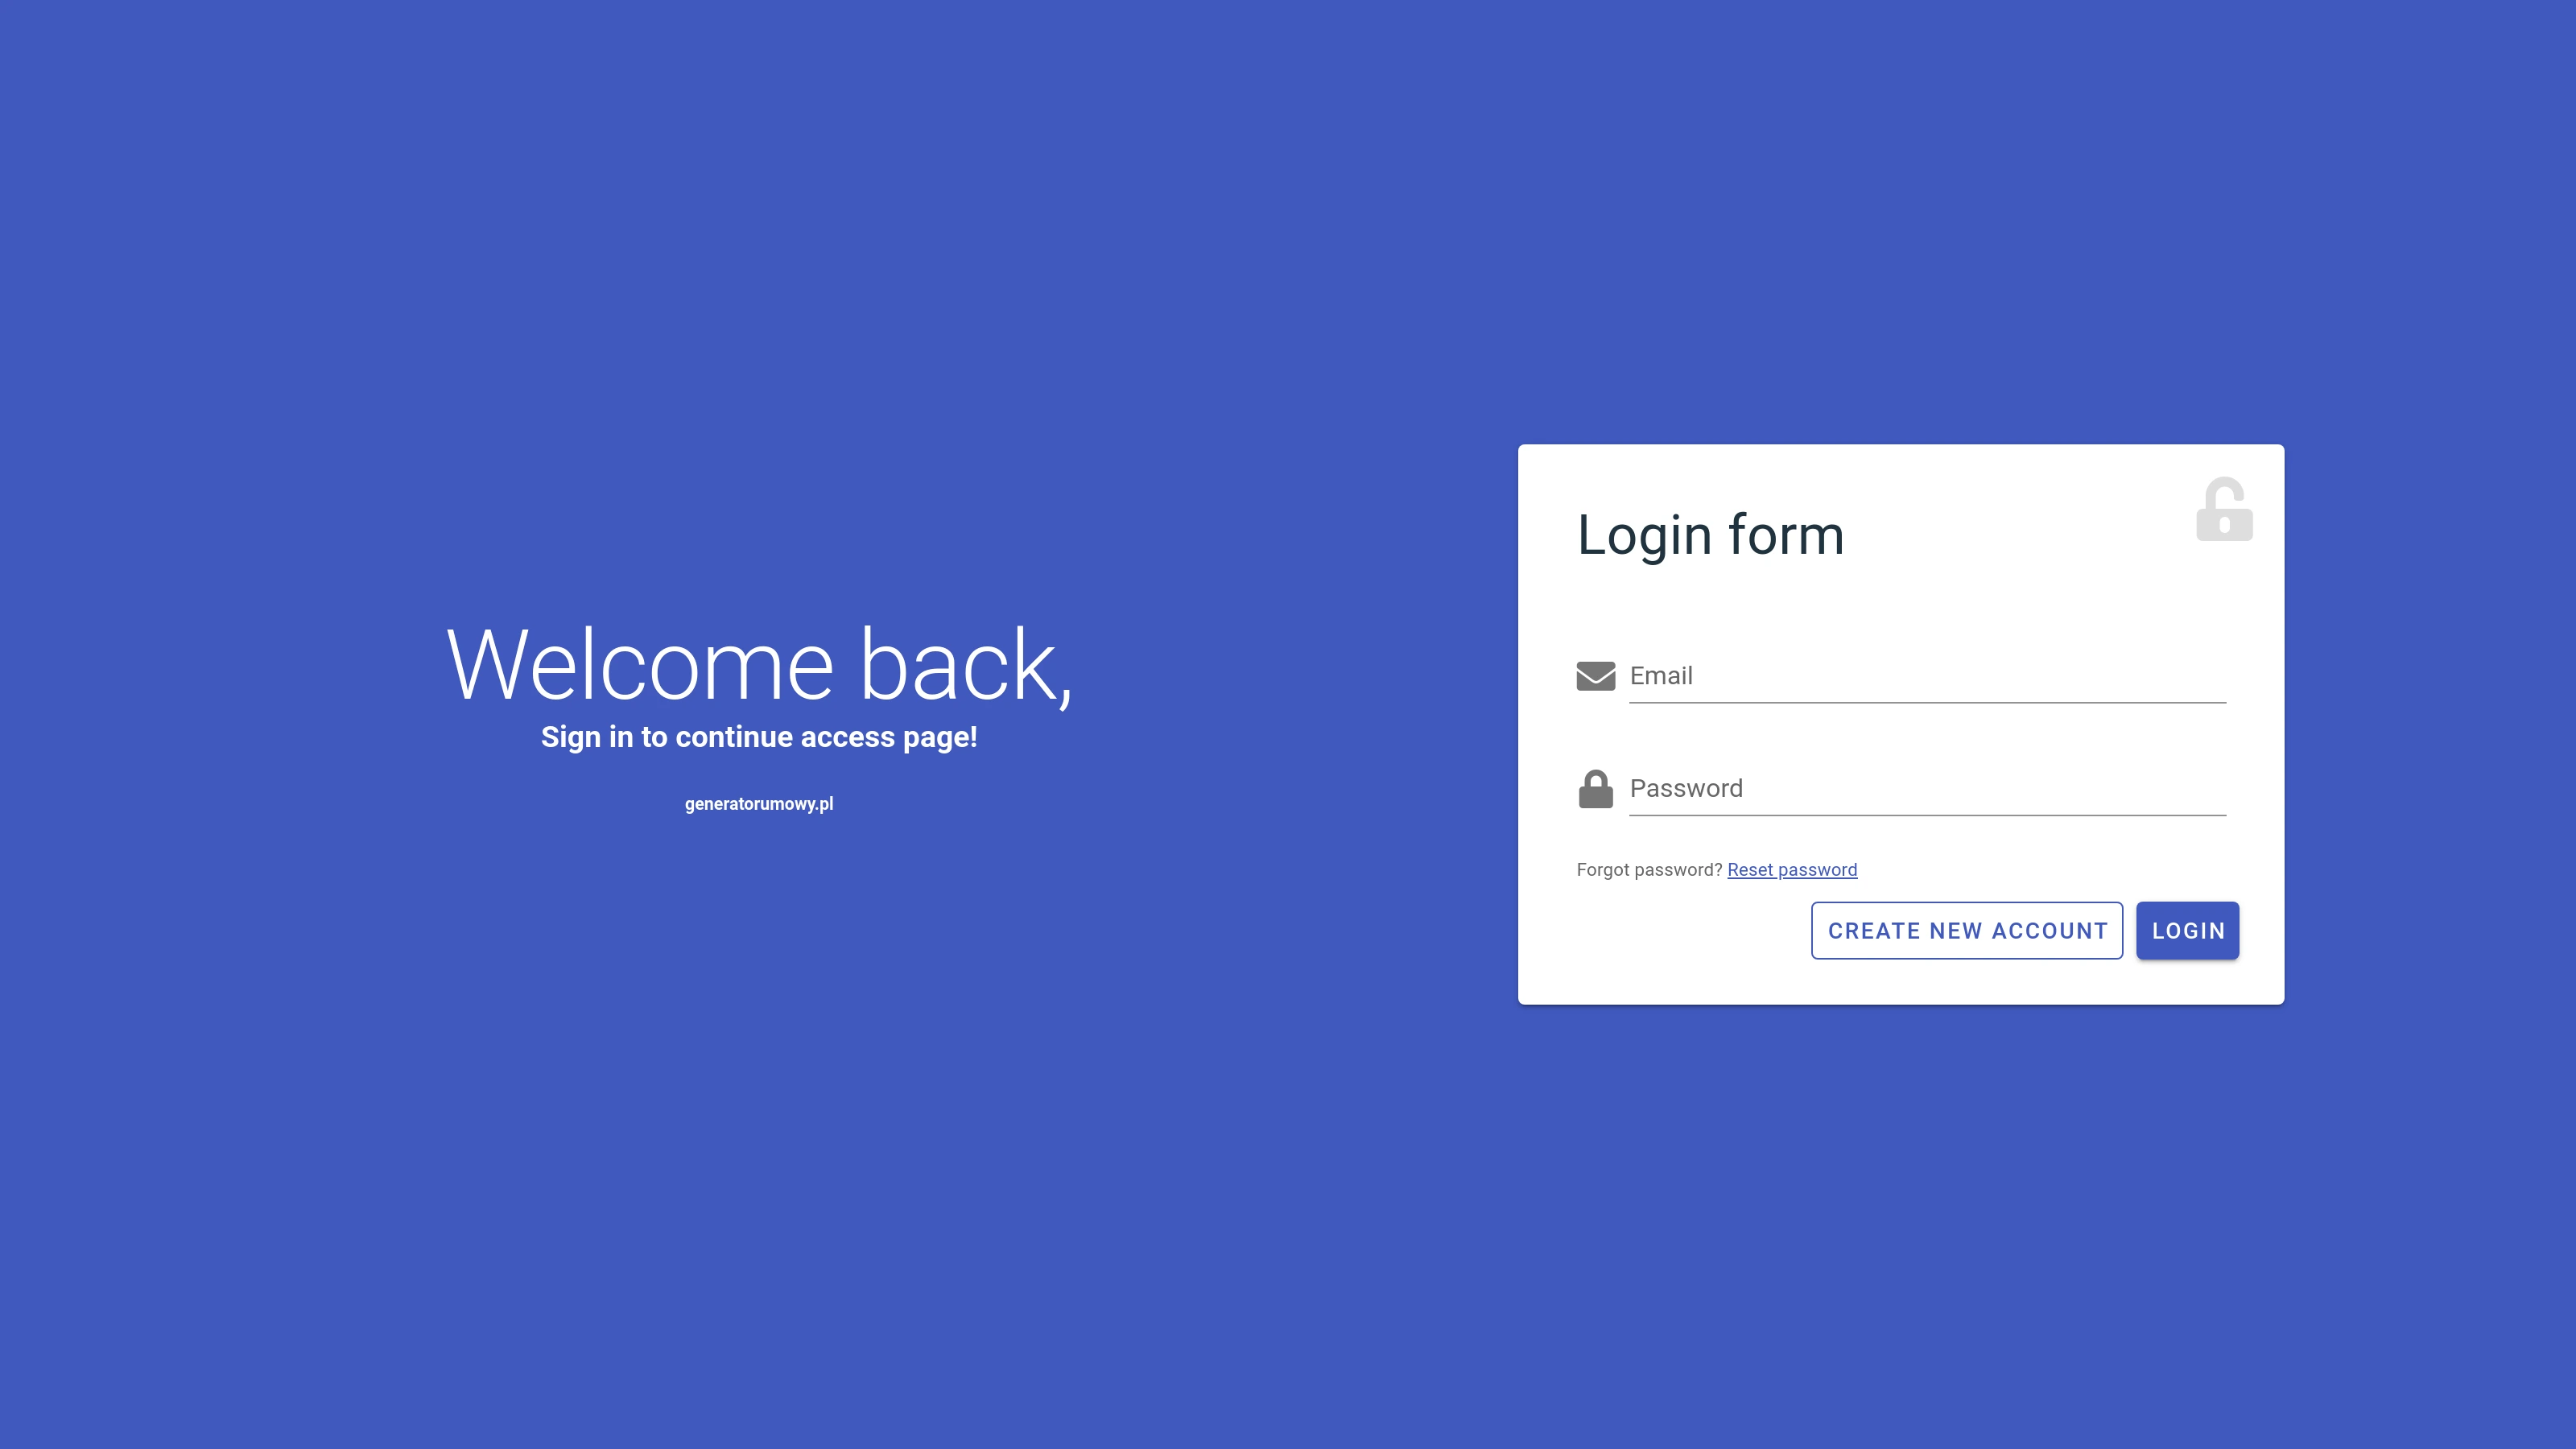 Welcome back,
Sign in to continue access page!
generatorumowy.pl
Login form
Email
Password
Forgot password? Reset password
CREATE NEW ACCOUNT LOGIN